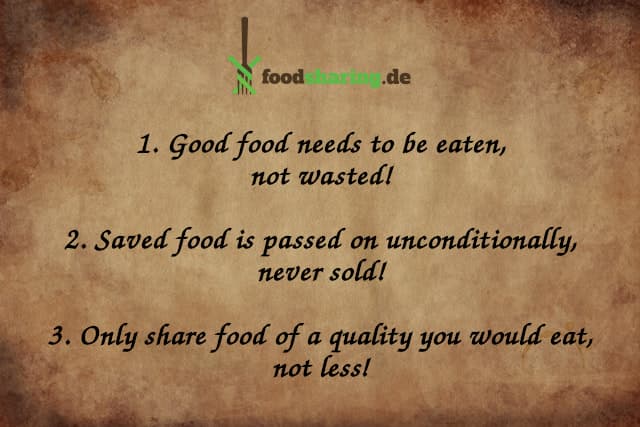 foodsharing.de
1. Good food needs to be eaten,
not wasted!
2. Saved food is passed on unconditionally,
never sold!
3. Only share food of a quality you would eat,
not less!